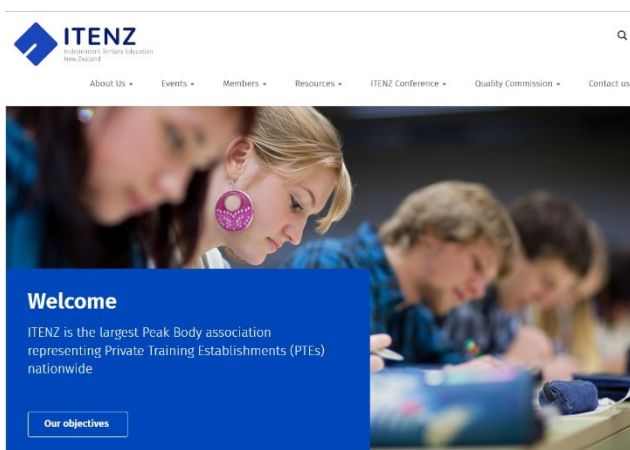 ITENZ
Independent Tertiary Education
New Zealand
About Us
Events
Members
Resources
ITENZ Conference
Quality Commission
Contact us
Welcome
ITENZ is the largest Peak Body association
representing Private Training Establishments (PTEs)
nationwide
Our objectives